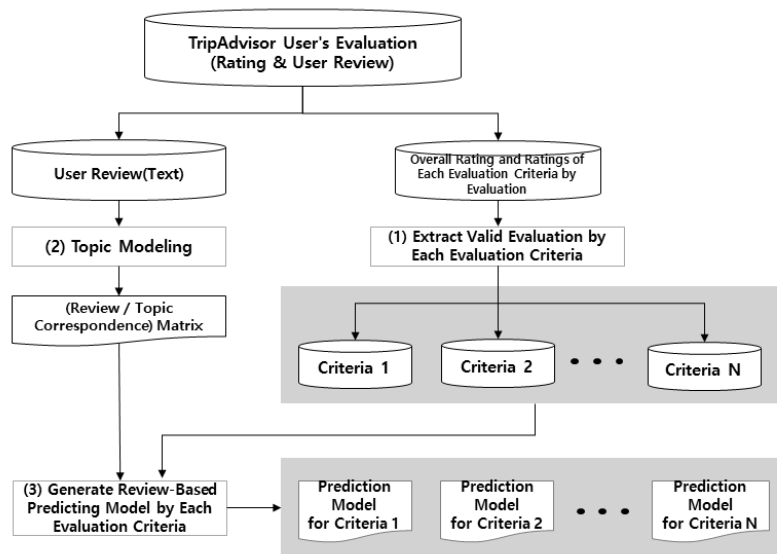 TripAdvisor User's Evaluation
(Rating & User Review)
User Review(Text)
Overall Rating and Ratings of
Each Evaluation Criteria by
Evaluation
(2) Topic Modeling
(1) Extract Valid Evaluation by
Each Evaluation Criteria
(Review / Topic
Correspondence) Matrix
Criteria 1
Criteria 2
• • •
Criteria N
(3) Generate Review-Based
Predicting Model by Each
Evaluation Criteria
Prediction
Model
for Criteria 1
Prediction
Model
for Criteria 2
• • •
Prediction
Model
for Criteria N